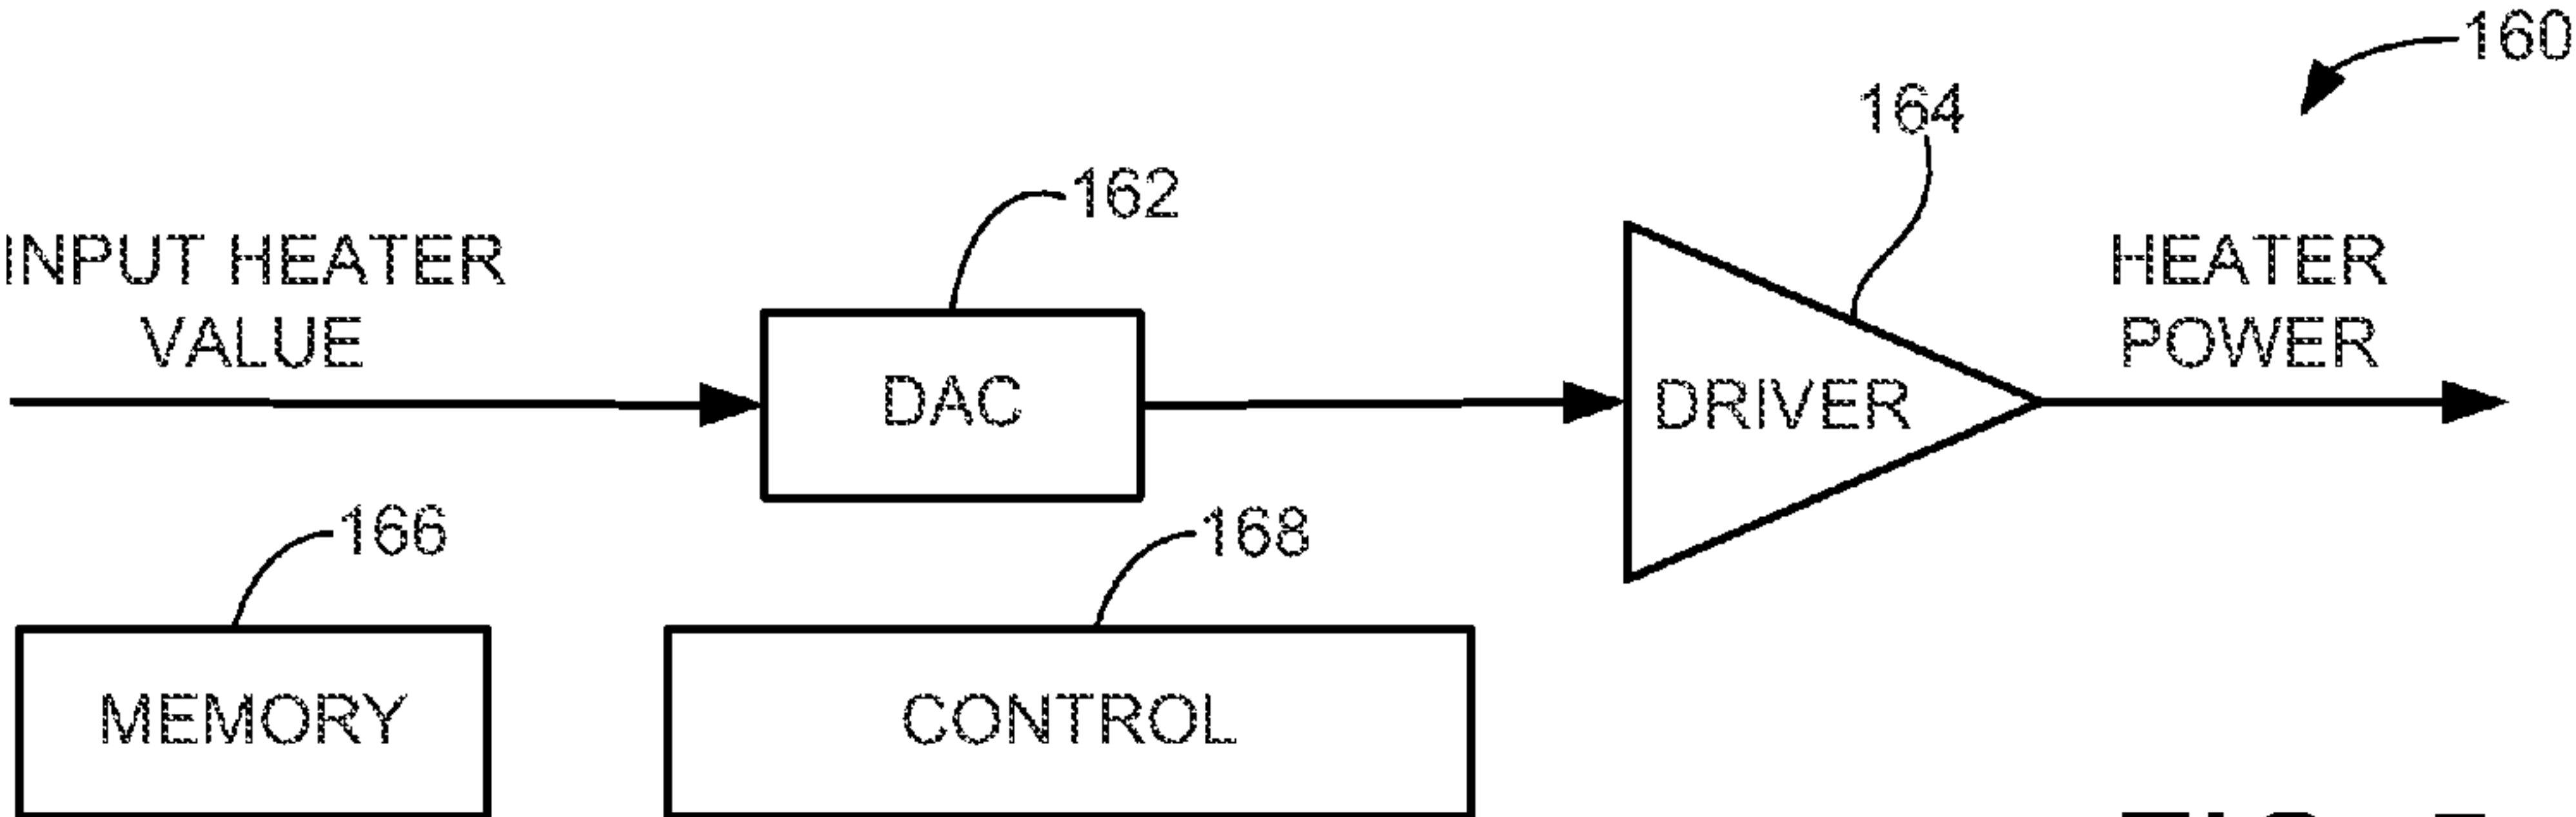 160
164
162
INPUT HEATER
VALUE
HEATER
POWER
DAC
DRIVER
166
168
MEMORY
CONTROL